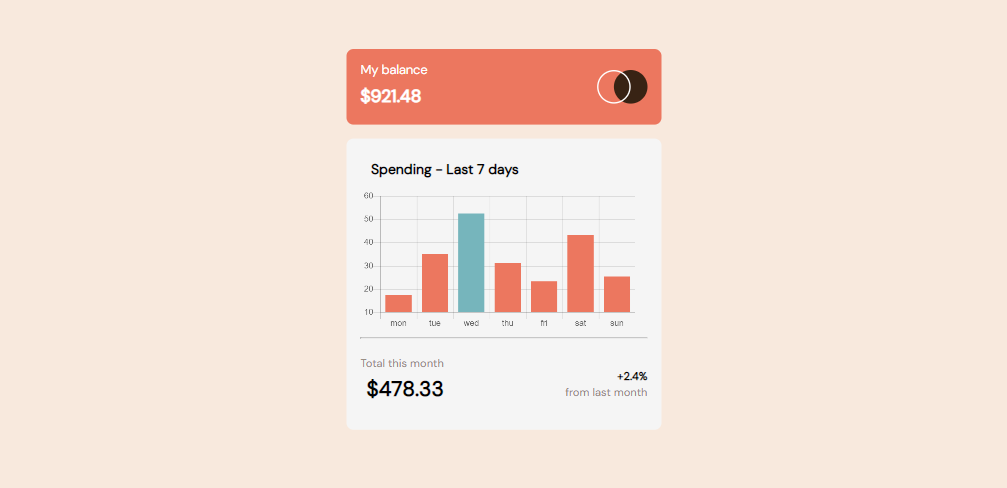 My balance
$921.48
Spending - Last 7 days
60
50
40
30
20
10
mon tue wed thu fri sat sun
Total this month
$478.33
+2.4%
from last month